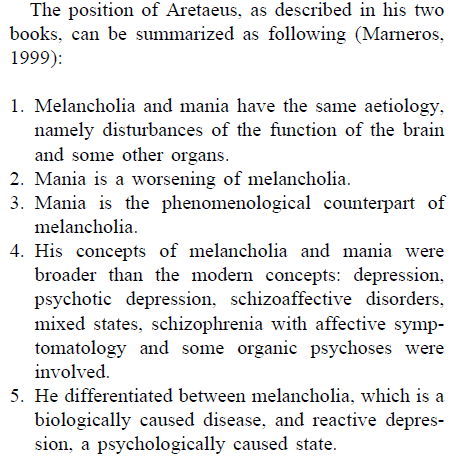 The position of Aretaeus, as described in his two
books, can be summarized as following (Marneros,
1999):
1. Melancholia and mania have the same aetiology,
namely disturbances of the function of the brain
and some other organs.
2. Mania is a worsening of melancholia.
3. Mania is the phenomenological counterpart of
melancholia.
4. His concepts of melancholia and mania were
broader than the modern concepts: depression,
psychotic depression, schizoaffective disorders,
mixed states, schizophrenia with affective symp-
tomatology and some organic psychoses were
involved.
5. He differentiated between melancholia, which is a
biologically caused disease, and reactive depres-
sion, a psychologically caused state.